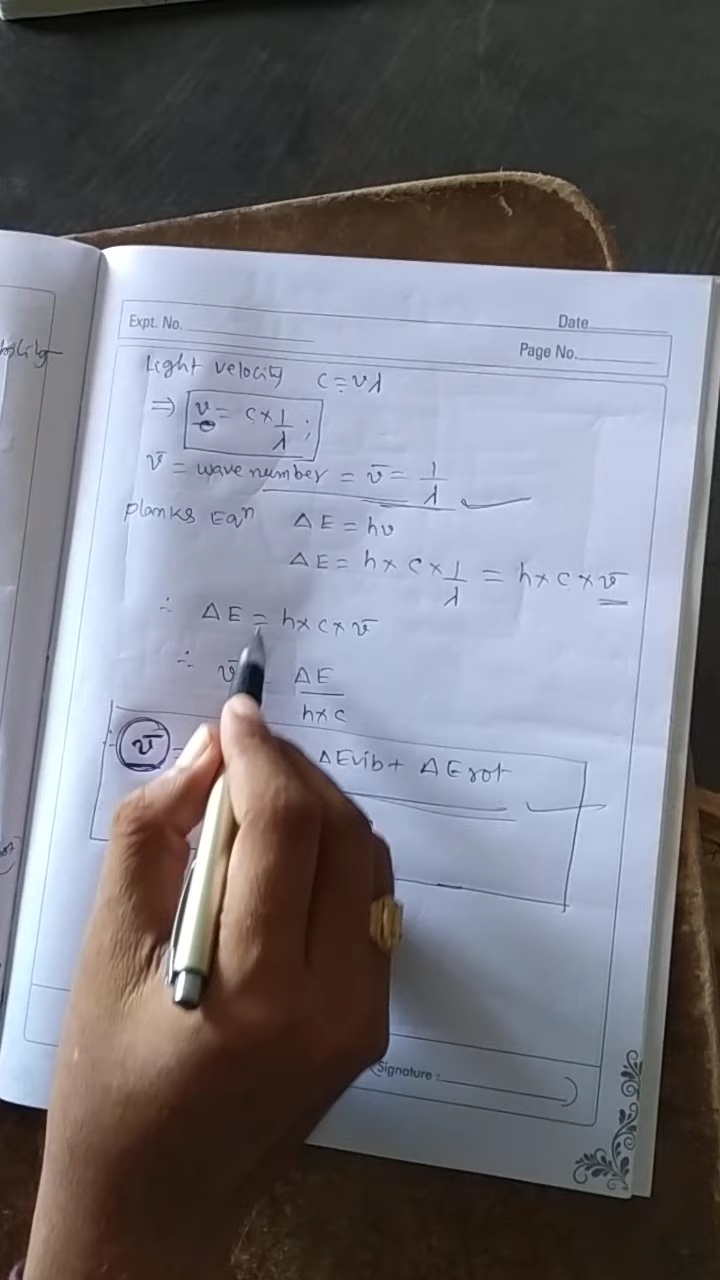 Expt. No.
Date
Page No.
Light velocity C = νλ
⇒ ν = C × 1/λ ;
ν̄ = wave number = ν̄ = 1/λ
planks Eqn ΔE = hν
ΔE = h × C × 1/λ = h × C × ν̄
∴ ΔE = h × C × ν̄
∴ ν̄ ΔE / h × C
ν̄ = ΔEvib + ΔErot
Signature :